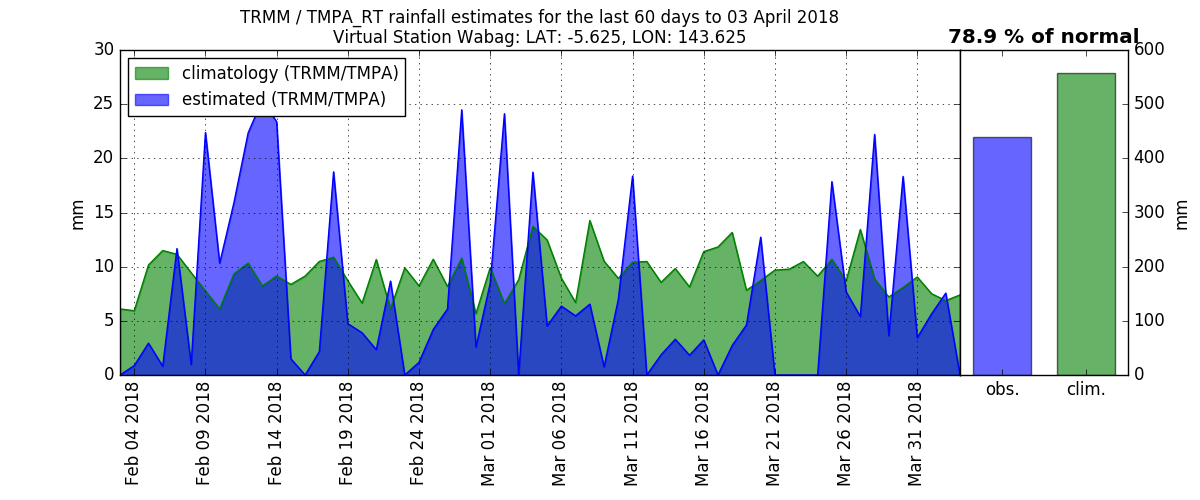 TRMM / TMPA_RT rainfall estimates for the last 60 days to 03 April 2018
Virtual Station Wabag: LAT: -5.625, LON: 143.625
78.9 % of normal
climatology (TRMM/TMPA)
estimated (TRMM/TMPA)
30
25
20
15
10
5
0
mm
Feb 04 2018
Feb 09 2018
Feb 14 2018
Feb 19 2018
Feb 24 2018
Mar 01 2018
Mar 06 2018
Mar 11 2018
Mar 16 2018
Mar 21 2018
Mar 26 2018
Mar 31 2018
obs.
clim.
600
500
400
300
200
100
0
mm